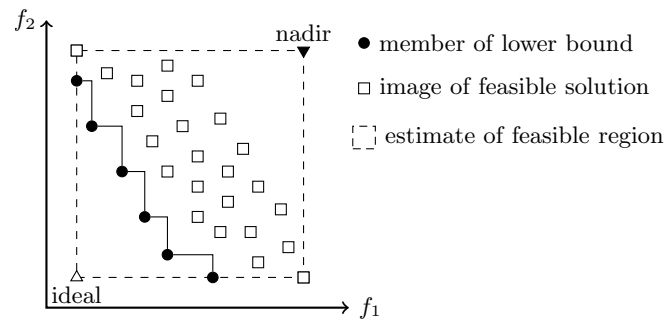 f₂
nadir
member of lower bound
image of feasible solution
estimate of feasible region
ideal
f₁